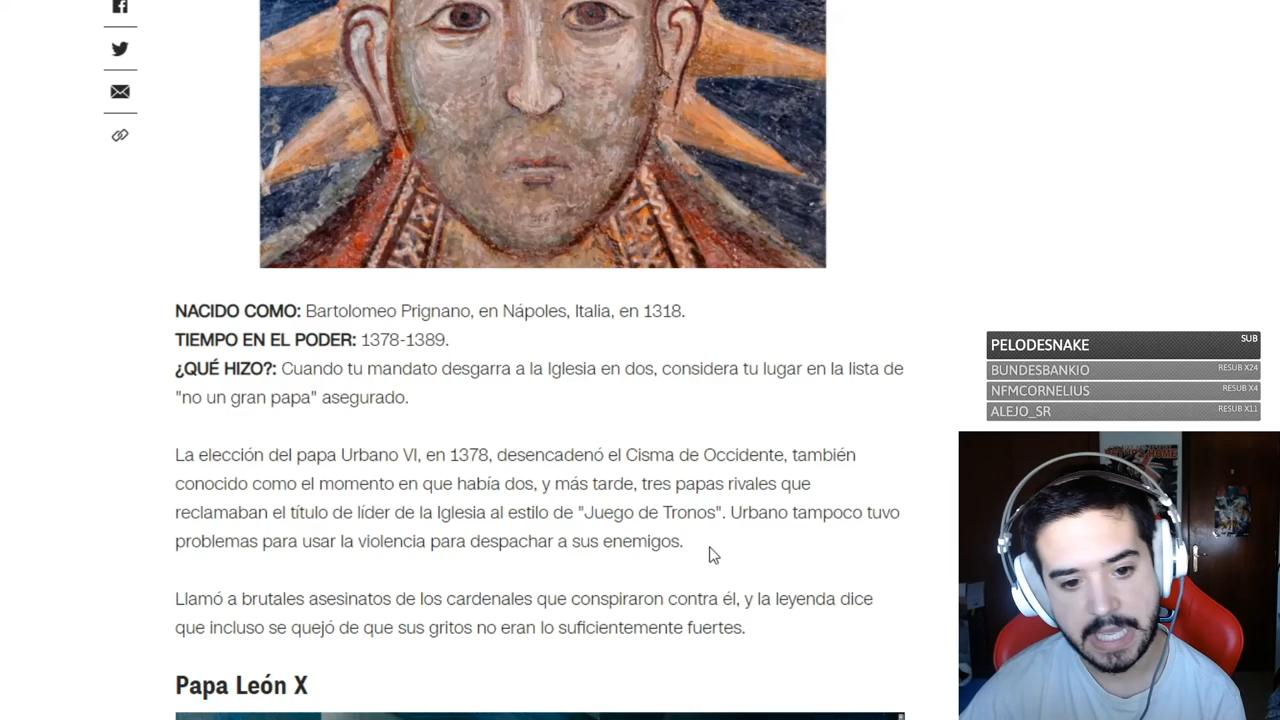 NACIDO COMO: Bartolomeo Prignano, en Nápoles, Italia, en 1318.
TIEMPO EN EL PODER: 1378-1389.
¿QUÉ HIZO?: Cuando tu mandato desgarra a la Iglesia en dos, considera tu lugar en la lista de
"no un gran papa" asegurado.
La elección del papa Urbano VI, en 1378, desencadenó el Cisma de Occidente, también
conocido como el momento en que había dos, y más tarde, tres papas rivales que
reclamaban el título de líder de la Iglesia al estilo de "Juego de Tronos". Urbano tampoco tuvo
problemas para usar la violencia para despachar a sus enemigos.
Llamó a brutales asesinatos de los cardenales que conspiraron contra él, y la leyenda dice
que incluso se quejó de que sus gritos no eran lo suficientemente fuertes.
Papa León X
PELODESNAKE SUB
BUNDESBANKIO RESUB X24
NFMCORNELIUS RESUB X4
ALEJO_SR RESUB X11